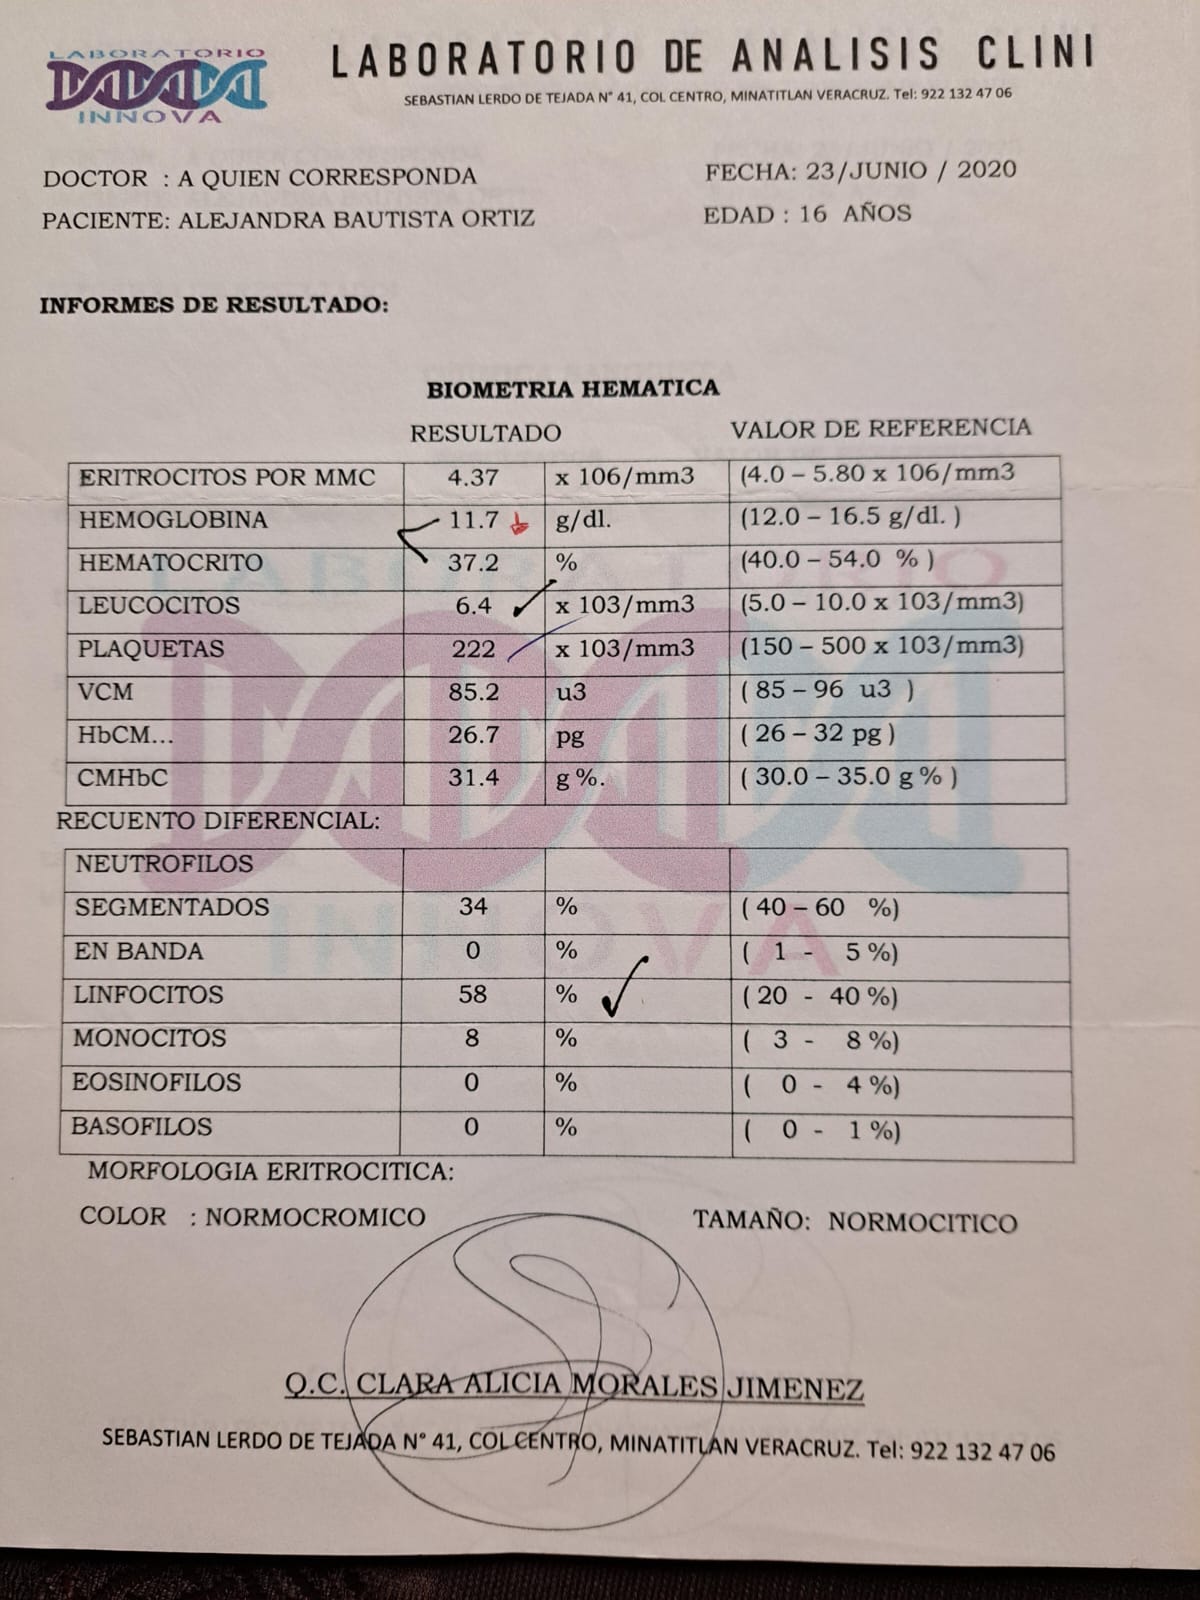 LABORATORIO
INNOVA
LABORATORIO DE ANALISIS CLINI
SEBASTIAN LERDO DE TEJADA N° 41, COL CENTRO, MINATITLAN VERACRUZ. Tel: 922 132 47 06
DOCTOR : A QUIEN CORRESPONDA FECHA: 23/JUNIO / 2020
PACIENTE: ALEJANDRA BAUTISTA ORTIZ EDAD : 16 AÑOS
INFORMES DE RESULTADO:
BIOMETRIA HEMATICA
RESULTADO VALOR DE REFERENCIA
ERITROCITOS POR MMC 4.37 x 106/mm3 (4.0 – 5.80 x 106/mm3
HEMOGLOBINA 11.7 g/dl. (12.0 – 16.5 g/dl. )
HEMATOCRITO 37.2 % (40.0 – 54.0 % )
LEUCOCITOS 6.4 x 103/mm3 (5.0 – 10.0 x 103/mm3)
PLAQUETAS 222 x 103/mm3 (150 – 500 x 103/mm3)
VCM 85.2 u3 ( 85 – 96 u3 )
HbCM... 26.7 pg ( 26 – 32 pg )
CMHbC 31.4 g %. ( 30.0 – 35.0 g % )
RECUENTO DIFERENCIAL:
NEUTROFILOS
SEGMENTADOS 34 % ( 40 – 60 %)
EN BANDA 0 % ( 1 - 5 %)
LINFOCITOS 58 % ( 20 - 40 %)
MONOCITOS 8 % ( 3 - 8 %)
EOSINOFILOS 0 % ( 0 - 4 %)
BASOFILOS 0 % ( 0 - 1 %)
MORFOLOGIA ERITROCITICA:
COLOR : NORMOCROMICO TAMAÑO: NORMOCITICO
Q.C. CLARA ALICIA MORALES JIMENEZ
SEBASTIAN LERDO DE TEJADA N° 41, COL CENTRO, MINATITLAN VERACRUZ. Tel: 922 132 47 06